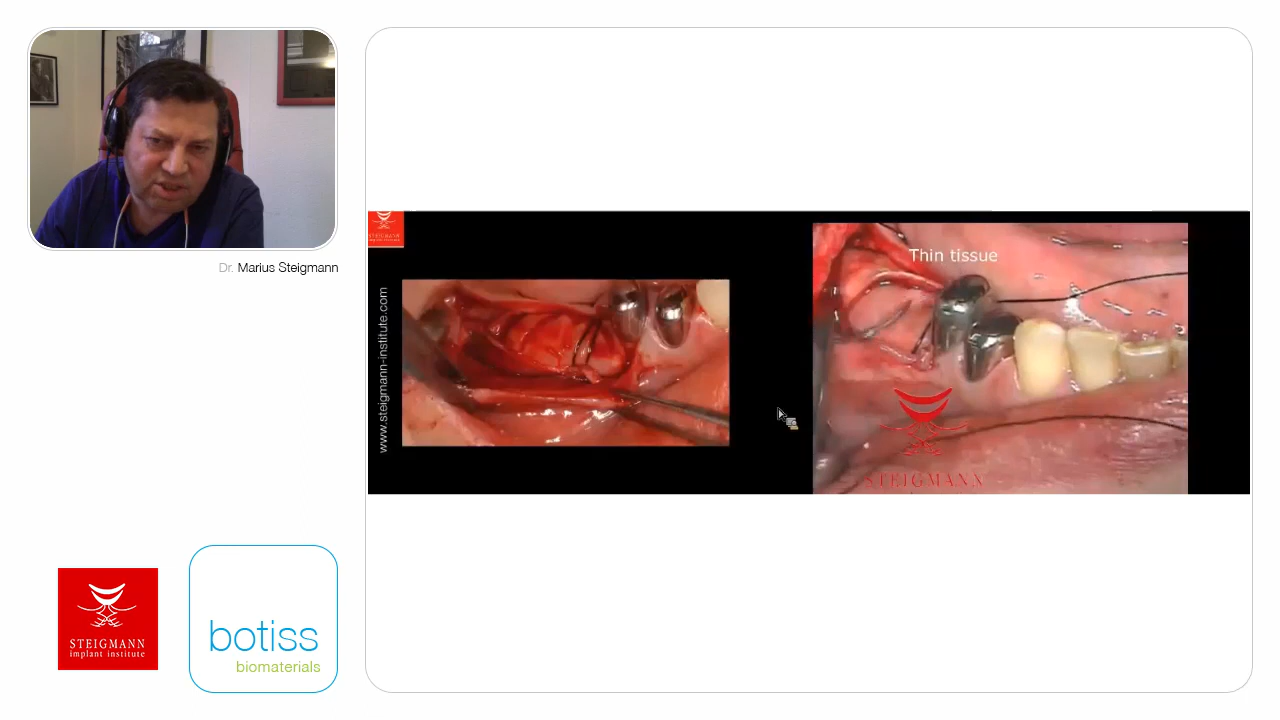 Dr. Marius Steigmann
www.steigmann-institute.com
Thin tissue
STEIGMANN
STEIGMANN
implant institute
botiss
biomaterials